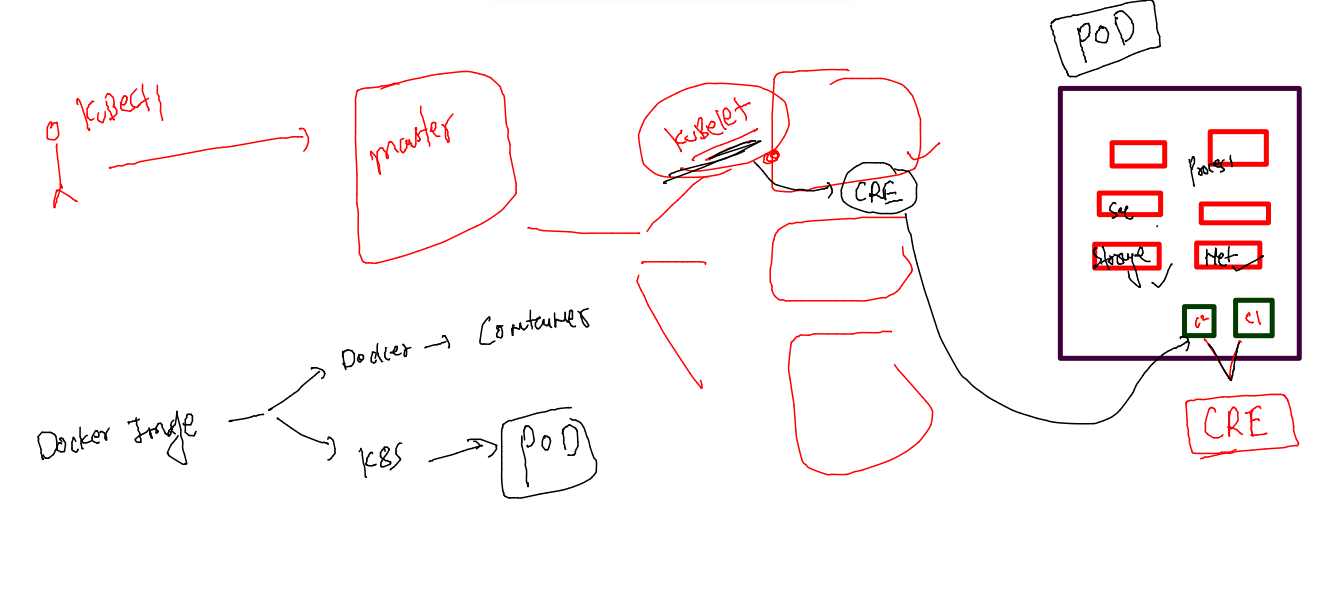 POD
KuBectl
master
KuBelet
CRE
Process
Sec
Storage
Net
c2
c1
Docker → Container
Docker Image
K8S
POD
CRE